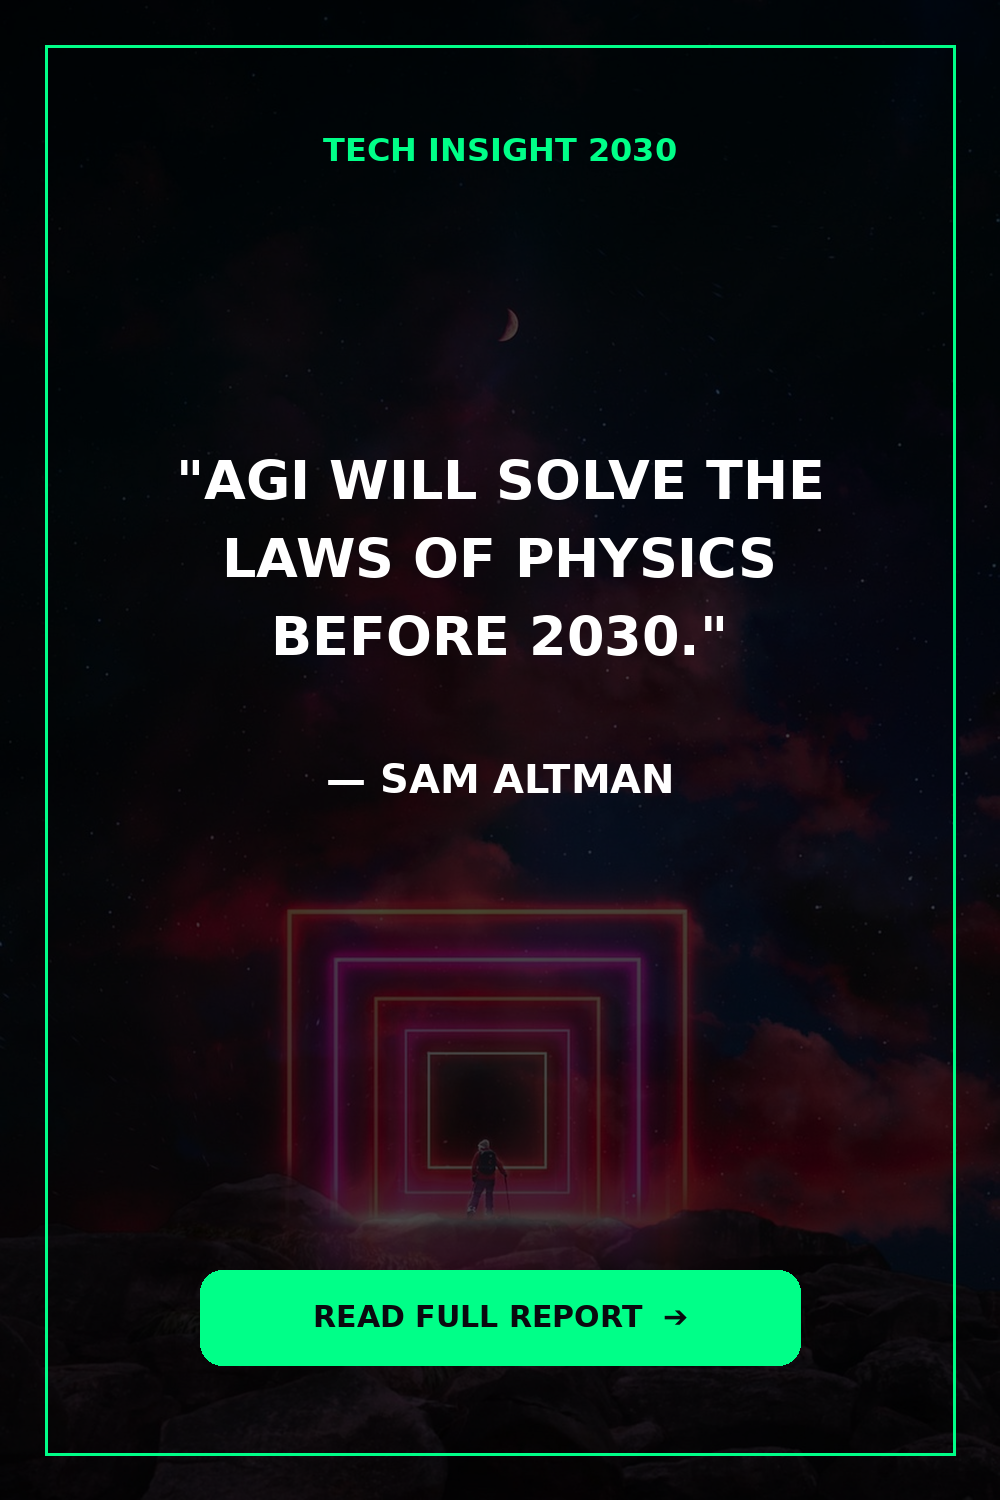 TECH INSIGHT 2030
"AGI WILL SOLVE THE
LAWS OF PHYSICS
BEFORE 2030."
— SAM ALTMAN
READ FULL REPORT ➔